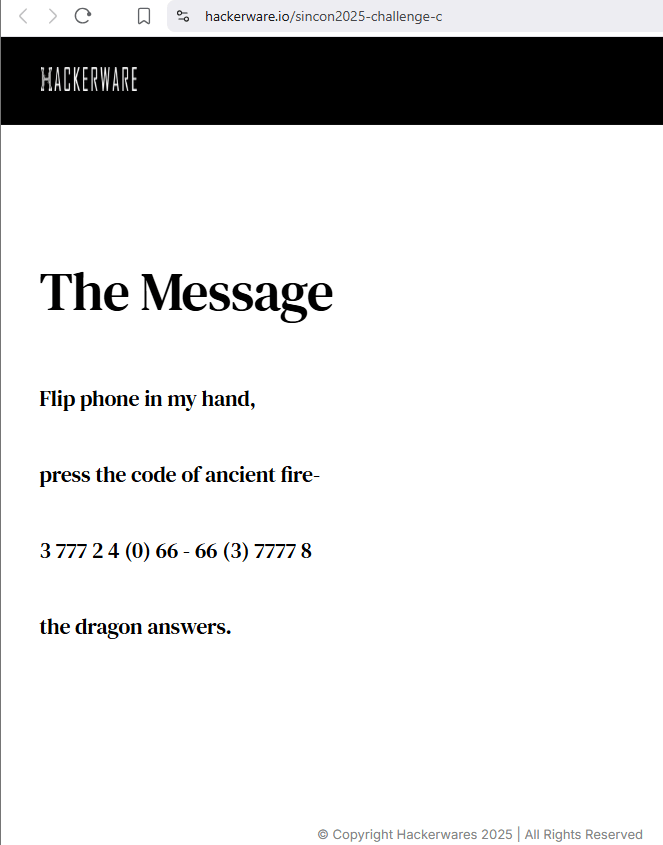 hackerware.io/sincon2025-challenge-c
HACKERWARE
The Message
Flip phone in my hand,
press the code of ancient fire-
3 777 2 4 (0) 66 - 66 (3) 7777 8
the dragon answers.
© Copyright Hackerwares 2025 | All Rights Reserved